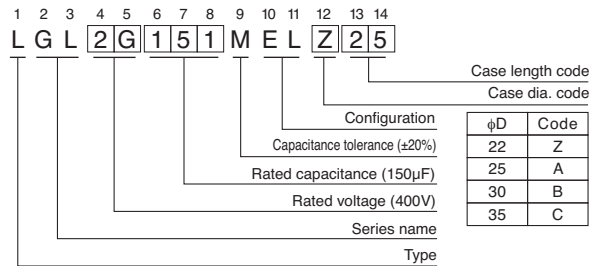 1 2 3 4 5 6 7 8 9 10 11 12 13 14
L G L 2 G 1 5 1 M E L Z 2 5
Case length code
Case dia. code
Configuration
Capacitance tolerance (±20%)
Rated capacitance (150µF)
Rated voltage (400V)
Series name
Type
ϕD Code
22 Z
25 A
30 B
35 C